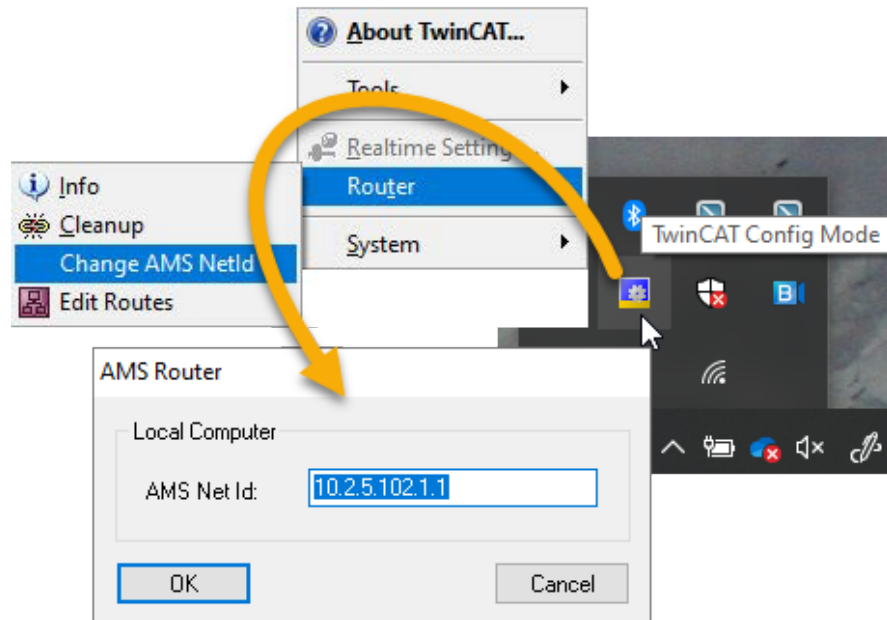 About TwinCAT...
Tools
Realtime Settings...
Router
System
Info
Cleanup
Change AMS NetId
Edit Routes
TwinCAT Config Mode
B
AMS Router
Local Computer
AMS Net Id:
10.2.5.102.1.1
OK
Cancel